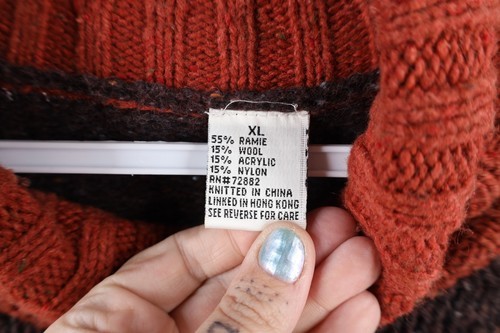 XL
55% RAMIE
15% WOOL
15% ACRYLIC
15% NYLON
RN#72882
KNITTED IN CHINA
LINKED IN HONG KONG
SEE REVERSE FOR CARE